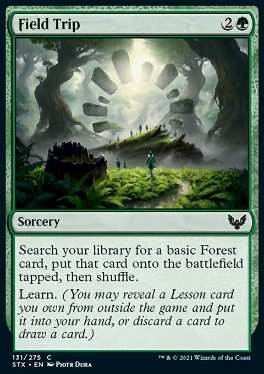 Field Trip 2
Sorcery
Search your library for a basic Forest
card, put that card onto the battlefield
tapped, then shuffle.
Learn. (You may reveal a Lesson card
you own from outside the game and put
it into your hand, or discard a card to
draw a card.)
131/275 C
STX • EN Piotr Dura ™ & © 2021 Wizards of the Coast